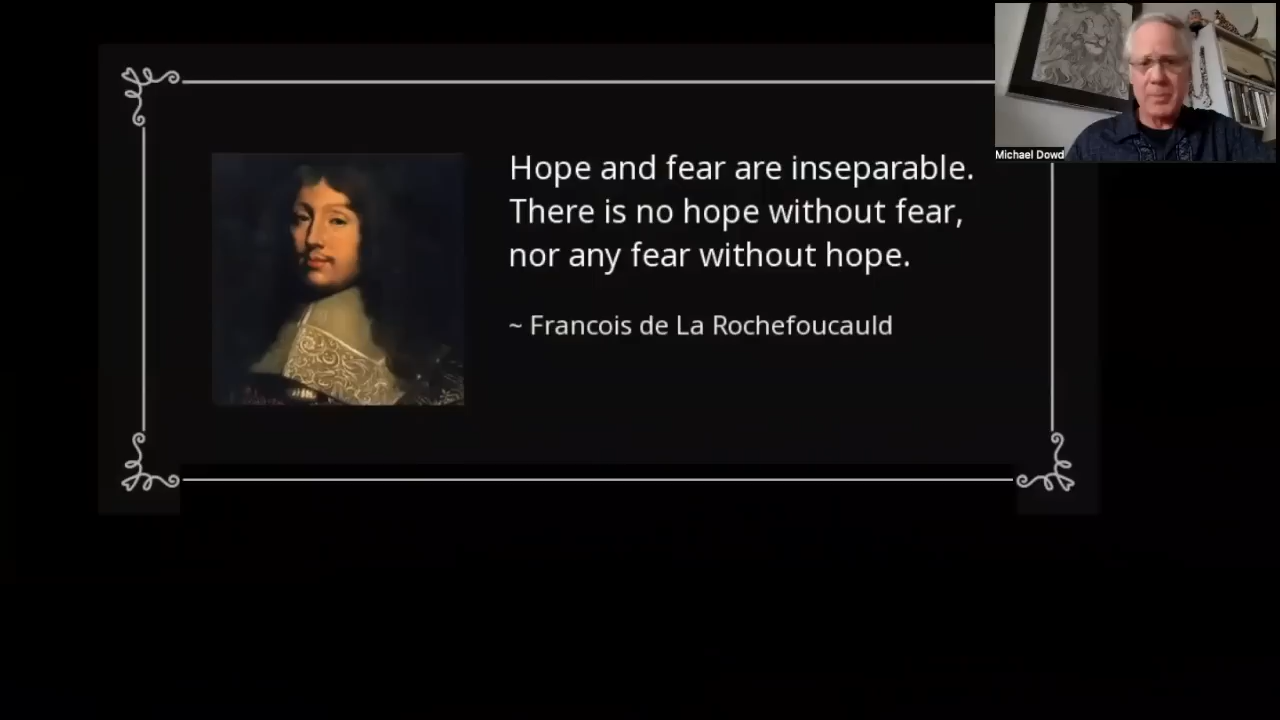 Hope and fear are inseparable.
There is no hope without fear,
nor any fear without hope.
~ Francois de La Rochefoucauld
Michael Dowd